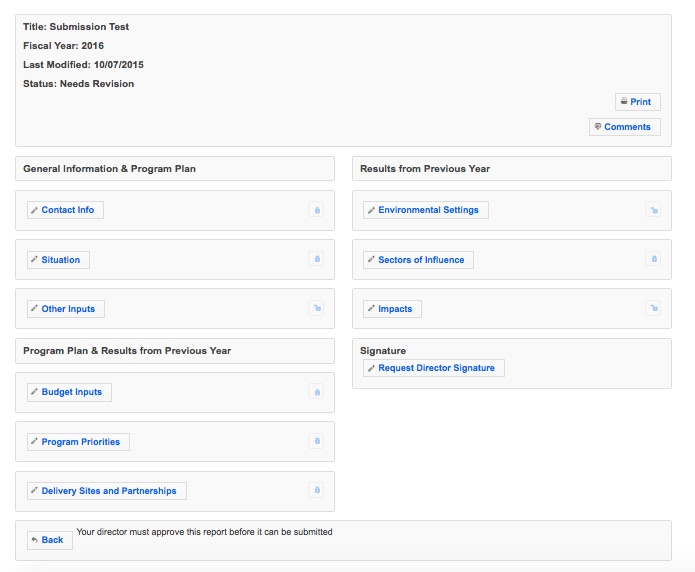 Title: Submission Test
Fiscal Year: 2016
Last Modified: 10/07/2015
Status: Needs Revision
Print
Comments
General Information & Program Plan
Contact Info
Situation
Other Inputs
Program Plan & Results from Previous Year
Budget Inputs
Program Priorities
Delivery Sites and Partnerships
Results from Previous Year
Environmental Settings
Sectors of Influence
Impacts
Signature
Request Director Signature
Back Your director must approve this report before it can be submitted